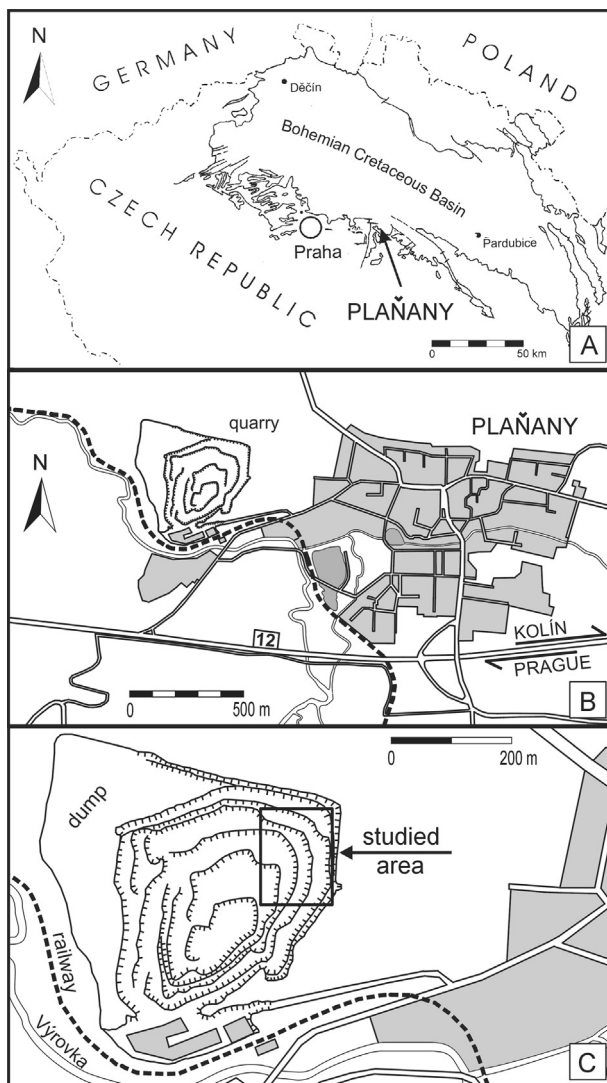 N
GERMANY
POLAND
Děčín
Bohemian Cretaceous Basin
CZECH REPUBLIC
Praha
Pardubice
PLAŇANY
0 50 km
A
quarry
PLAŇANY
N
12
KOLÍN
PRAGUE
0 500 m
B
0 200 m
dump
studied
area
railway
Výrovka
C